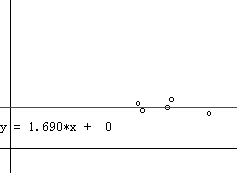 y = 1.690*x + 0